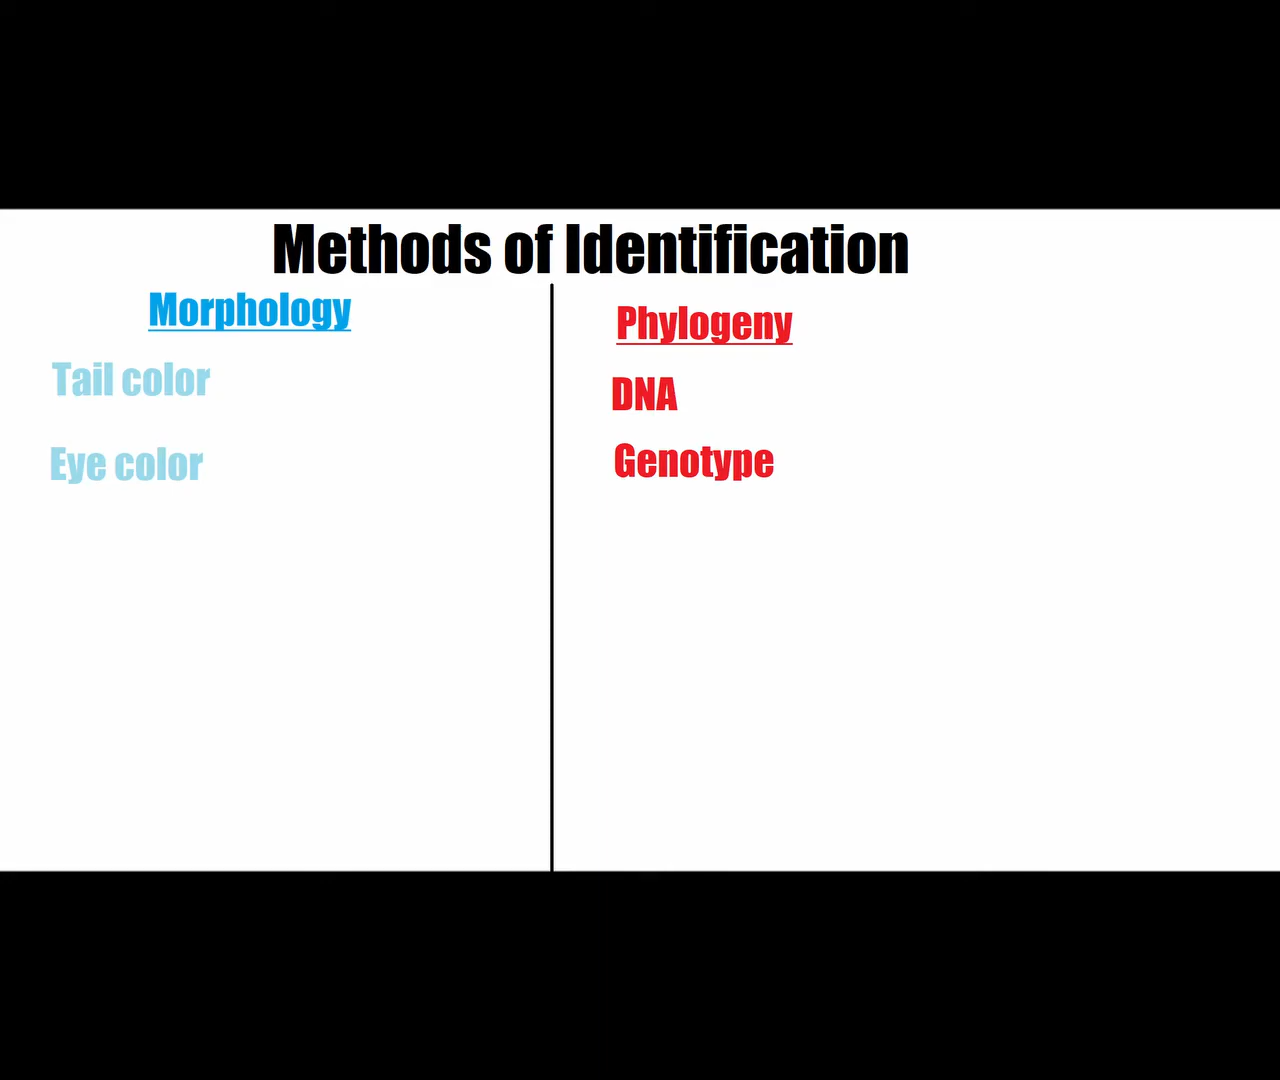 Methods of Identification
Morphology
Tail color
Eye color
Phylogeny
DNA
Genotype